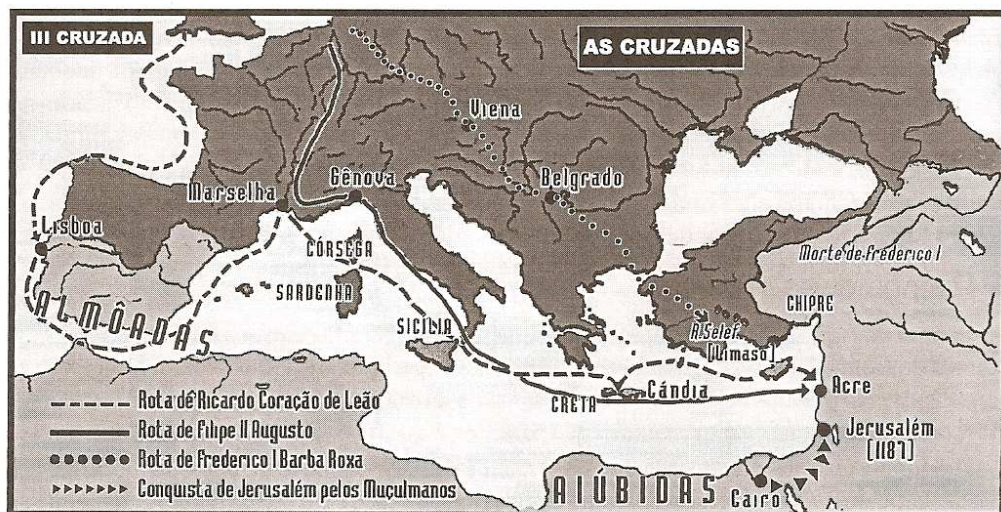 III CRUZADA
AS CRUZADAS
Viena
Gênova
Marselha
Belgrado
Lisboa
Morte de Frederico I
CÓRSEGA
CHIPRE
SARDENHA
ALMÔADAS
SICÍLIA
R. Selef.
(Limaso)
Cándia
Acre
CRETA
Jerusalém
(1187)
AIÚBIDAS
Cairo
Rota de Ricardo Coração de Leão
Rota de Filipe II Augusto
Rota de Frederico I Barba Roxa
Conquista de Jerusalém pelos Muçulmanos